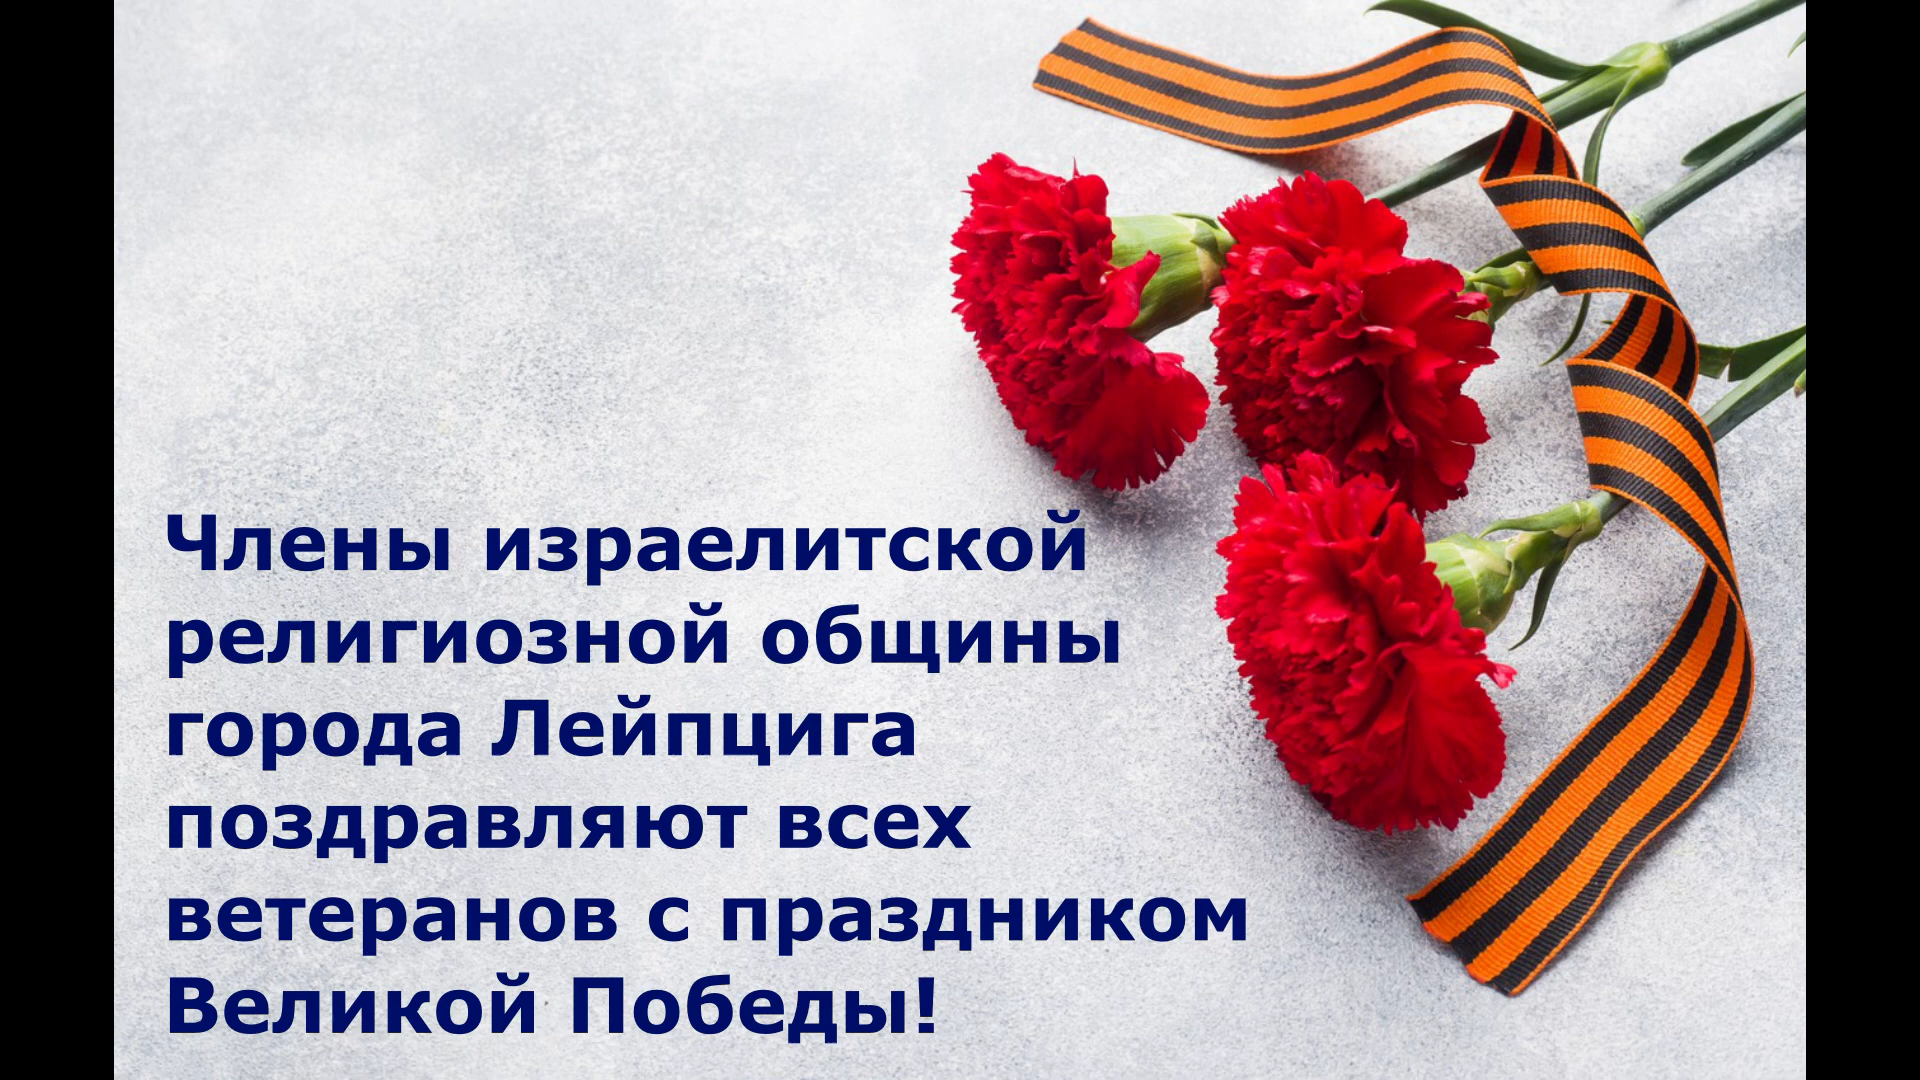 Члены израелитской
религиозной общины
города Лейпцига
поздравляют всех
ветеранов с праздником
Великой Победы!